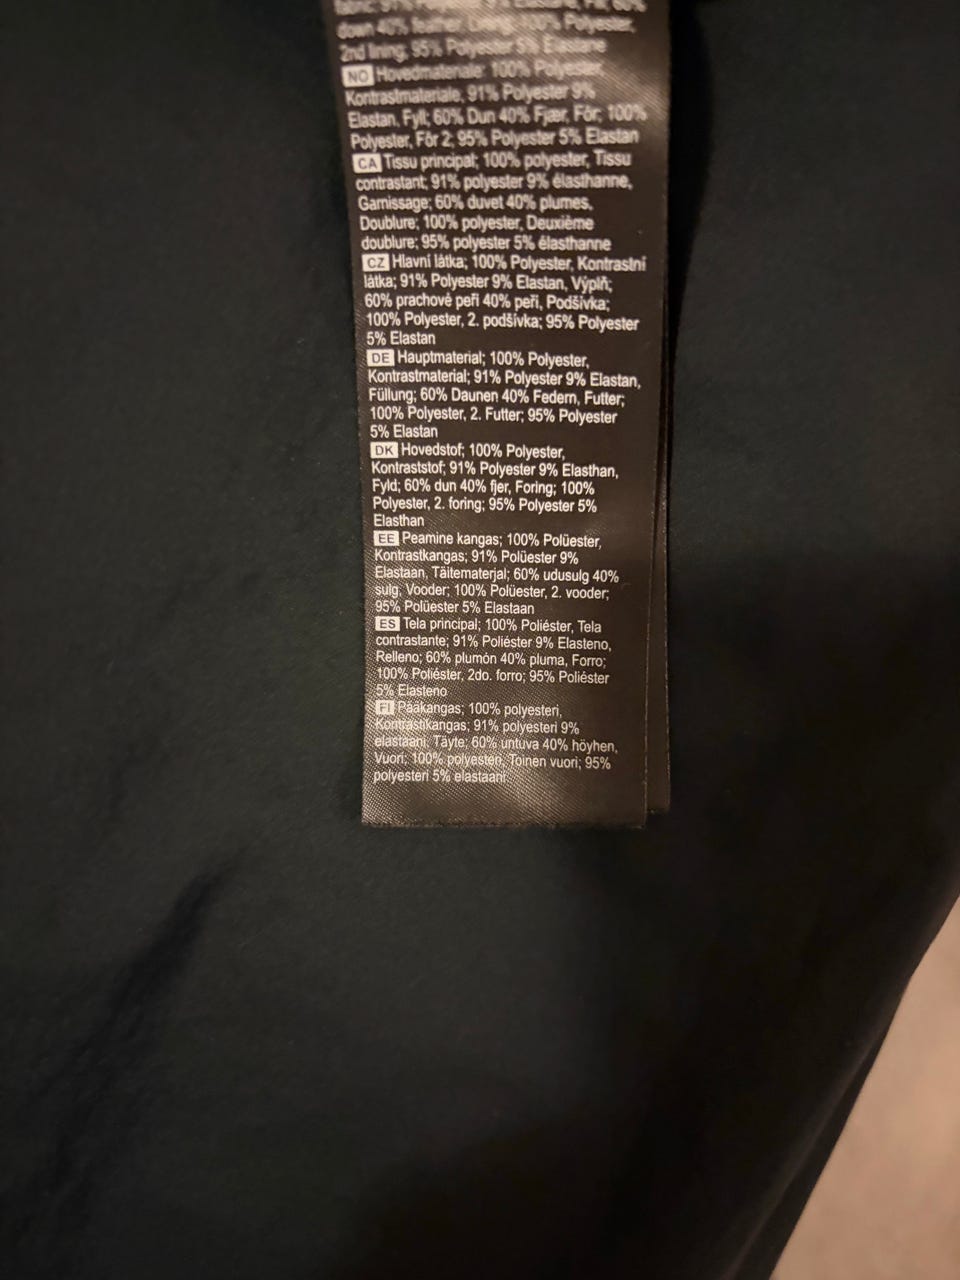 fabric: 91% Polyester 9% Elastane, Fill: 60%
down 40% feather, Lining: 100% Polyester,
2nd lining; 95% Polyester 5% Elastane
NO Hovedmateriale: 100% Polyester,
Kontrastmateriale, 91% Polyester 9%
Elastan, Fyll; 60% Dun 40% Fjær, Fôr; 100%
Polyester, Fôr 2; 95% Polyester 5% Elastan
CA Tissu principal; 100% polyester, Tissu
contrastant; 91% polyester 9% élasthanne,
Garnissage; 60% duvet 40% plumes,
Doublure; 100% polyester, Deuxième
doublure; 95% polyester 5% élasthanne
CZ Hlavní látka; 100% Polyester, Kontrastní
látka; 91% Polyester 9% Elastan, Výplň;
60% prachové peří 40% peří, Podšívka;
100% Polyester, 2. podšívka; 95% Polyester
5% Elastan
DE Hauptmaterial; 100% Polyester,
Kontrastmaterial; 91% Polyester 9% Elastan,
Füllung; 60% Daunen 40% Federn, Futter;
100% Polyester, 2. Futter; 95% Polyester
5% Elastan
DK Hovedstof; 100% Polyester,
Kontraststof; 91% Polyester 9% Elasthan,
Fyld; 60% dun 40% fjer, Foring; 100%
Polyester, 2. foring; 95% Polyester 5%
Elasthan
EE Peamine kangas; 100% Polüester,
Kontrastkangas; 91% Polüester 9%
Elastaan, Täitematerjal; 60% udusulg 40%
sulg, Vooder; 100% Polüester, 2. vooder;
95% Polüester 5% Elastaan
ES Tela principal; 100% Poliéster, Tela
contrastante; 91% Poliéster 9% Elasteno,
Relleno; 60% plumón 40% pluma, Forro;
100% Poliéster, 2do. forro; 95% Poliéster
5% Elasteno
FI Pääkangas; 100% polyesteri,
Kontrastikangas; 91% polyesteri 9%
elastaani, Täyte; 60% untuva 40% höyhen,
Vuori; 100% polyesteri, Toinen vuori; 95%
polyesteri 5% elastaani